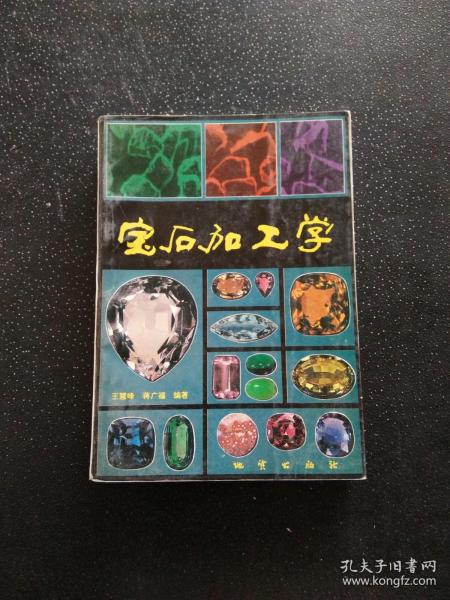 宝石加工学
王曙峰 蒋广福 编著
地质出版社
孔夫子旧书网
www.kongfz.com